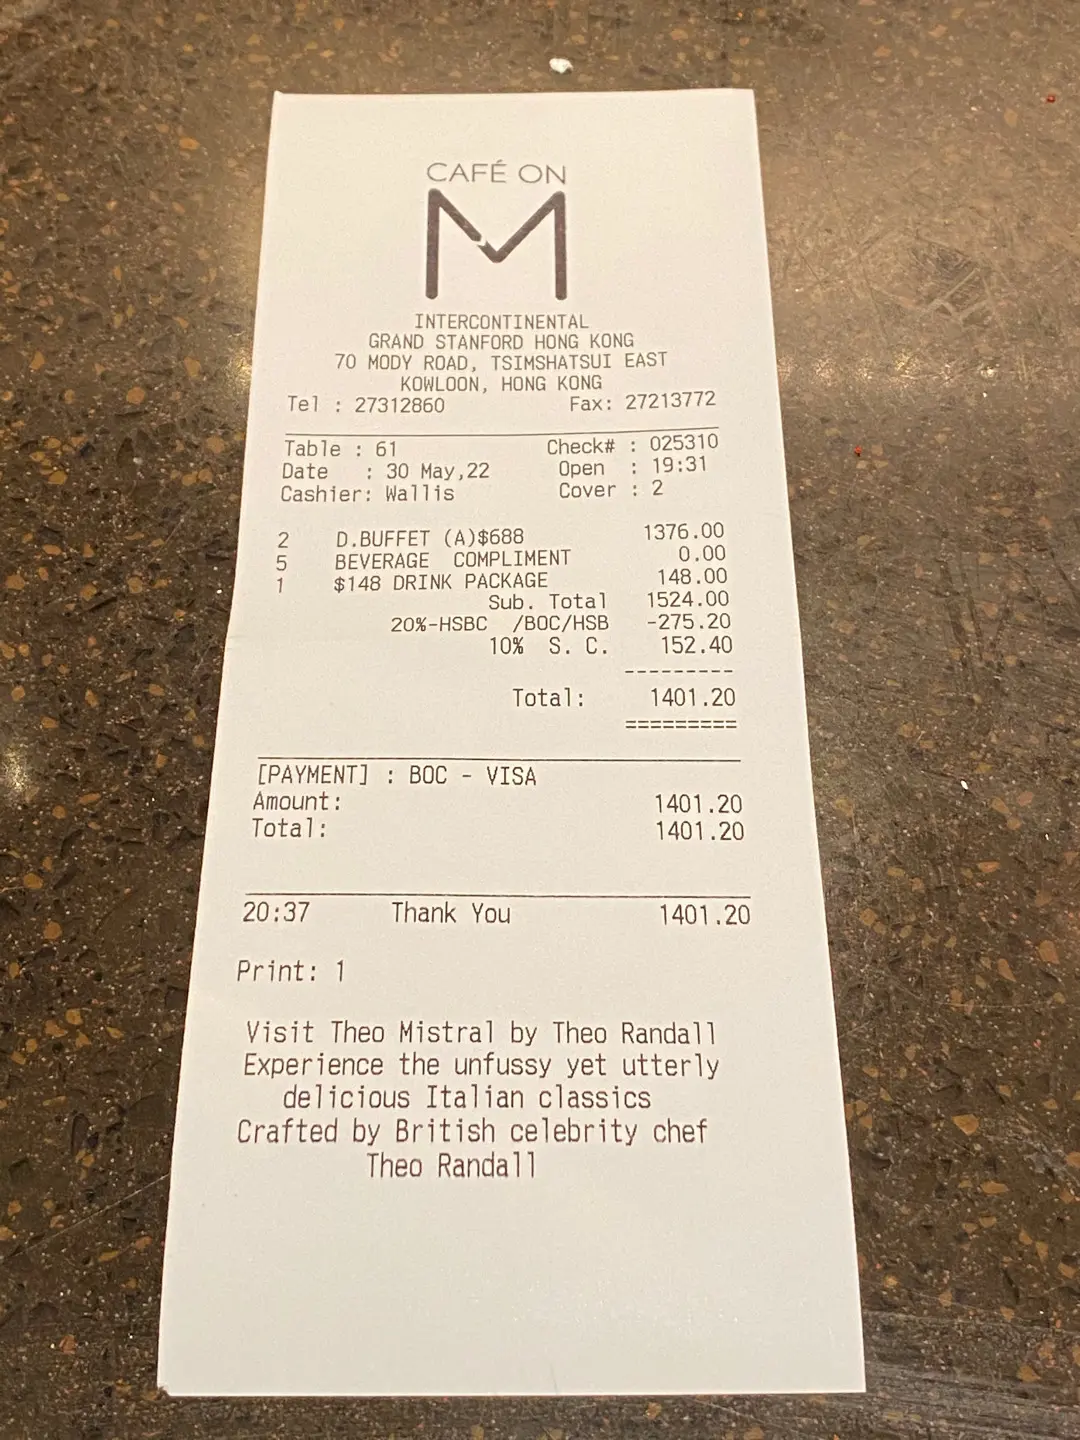 CAFÉ ON
M
INTERCONTINENTAL
GRAND STANFORD HONG KONG
70 MODY ROAD, TSIMSHATSUI EAST
KOWLOON, HONG KONG
Tel : 27312860 Fax: 27213772
Table : 61 Check# : 025310
Date : 30 May,22 Open : 19:31
Cashier: Wallis Cover : 2
2 D.BUFFET (A)$688 1376.00
5 BEVERAGE COMPLIMENT 0.00
1 $148 DRINK PACKAGE 148.00
Sub. Total 1524.00
20%-HSBC /BOC/HSB -275.20
10% S. C. 152.40
---------
Total: 1401.20
=========
[PAYMENT] : BOC - VISA
Amount: 1401.20
Total: 1401.20
20:37 Thank You 1401.20
Print: 1
Visit Theo Mistral by Theo Randall
Experience the unfussy yet utterly
delicious Italian classics
Crafted by British celebrity chef
Theo Randall